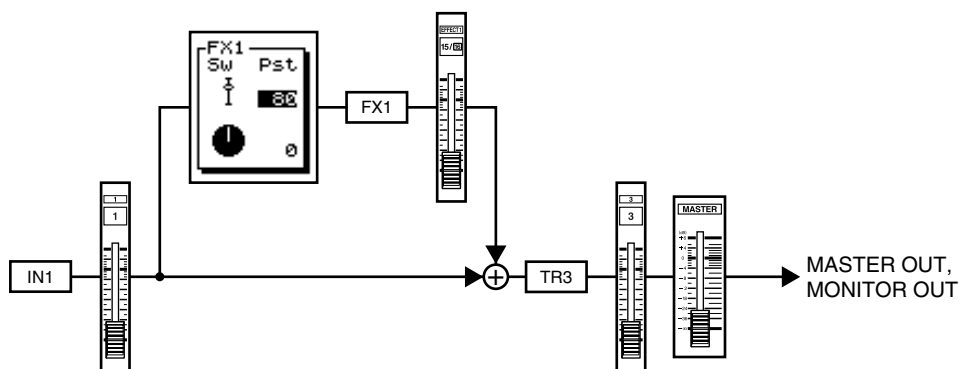 EFFECT1
15/16
FX1
Sw Pst
80
0
FX1
1
1
IN1
TR3
3
3
MASTER
MASTER OUT,
MONITOR OUT